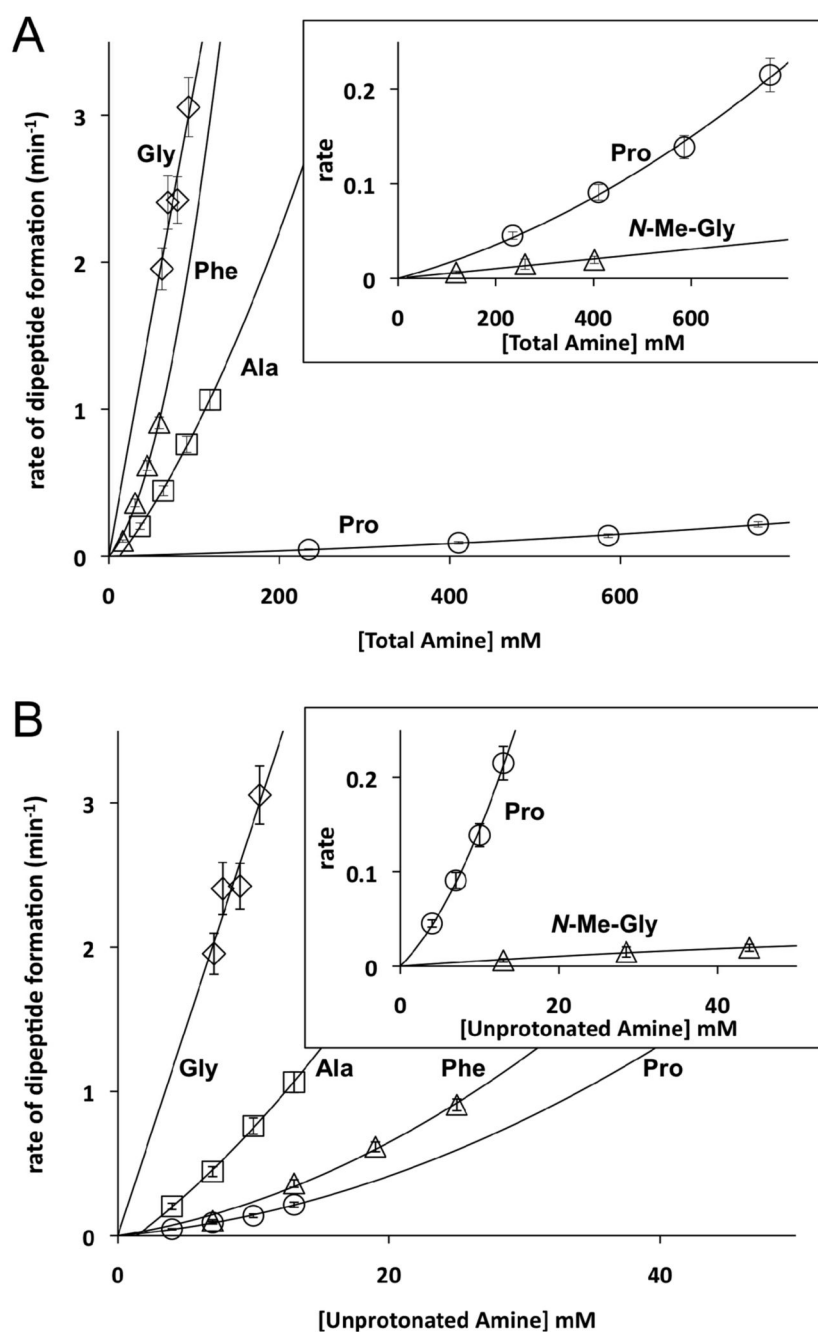 A
rate of dipeptide formation (min⁻¹)
3
2
1
0
Gly
Phe
Ala
Pro
0
200
400
600
[Total Amine] mM
rate
0.2
0.1
0
Pro
N-Me-Gly
0
200
400
600
[Total Amine] mM
B
rate of dipeptide formation (min⁻¹)
3
2
1
0
Gly
Ala
Phe
Pro
0
20
40
[Unprotonated Amine] mM
rate
0.2
0.1
0
Pro
N-Me-Gly
0
20
40
[Unprotonated Amine] mM